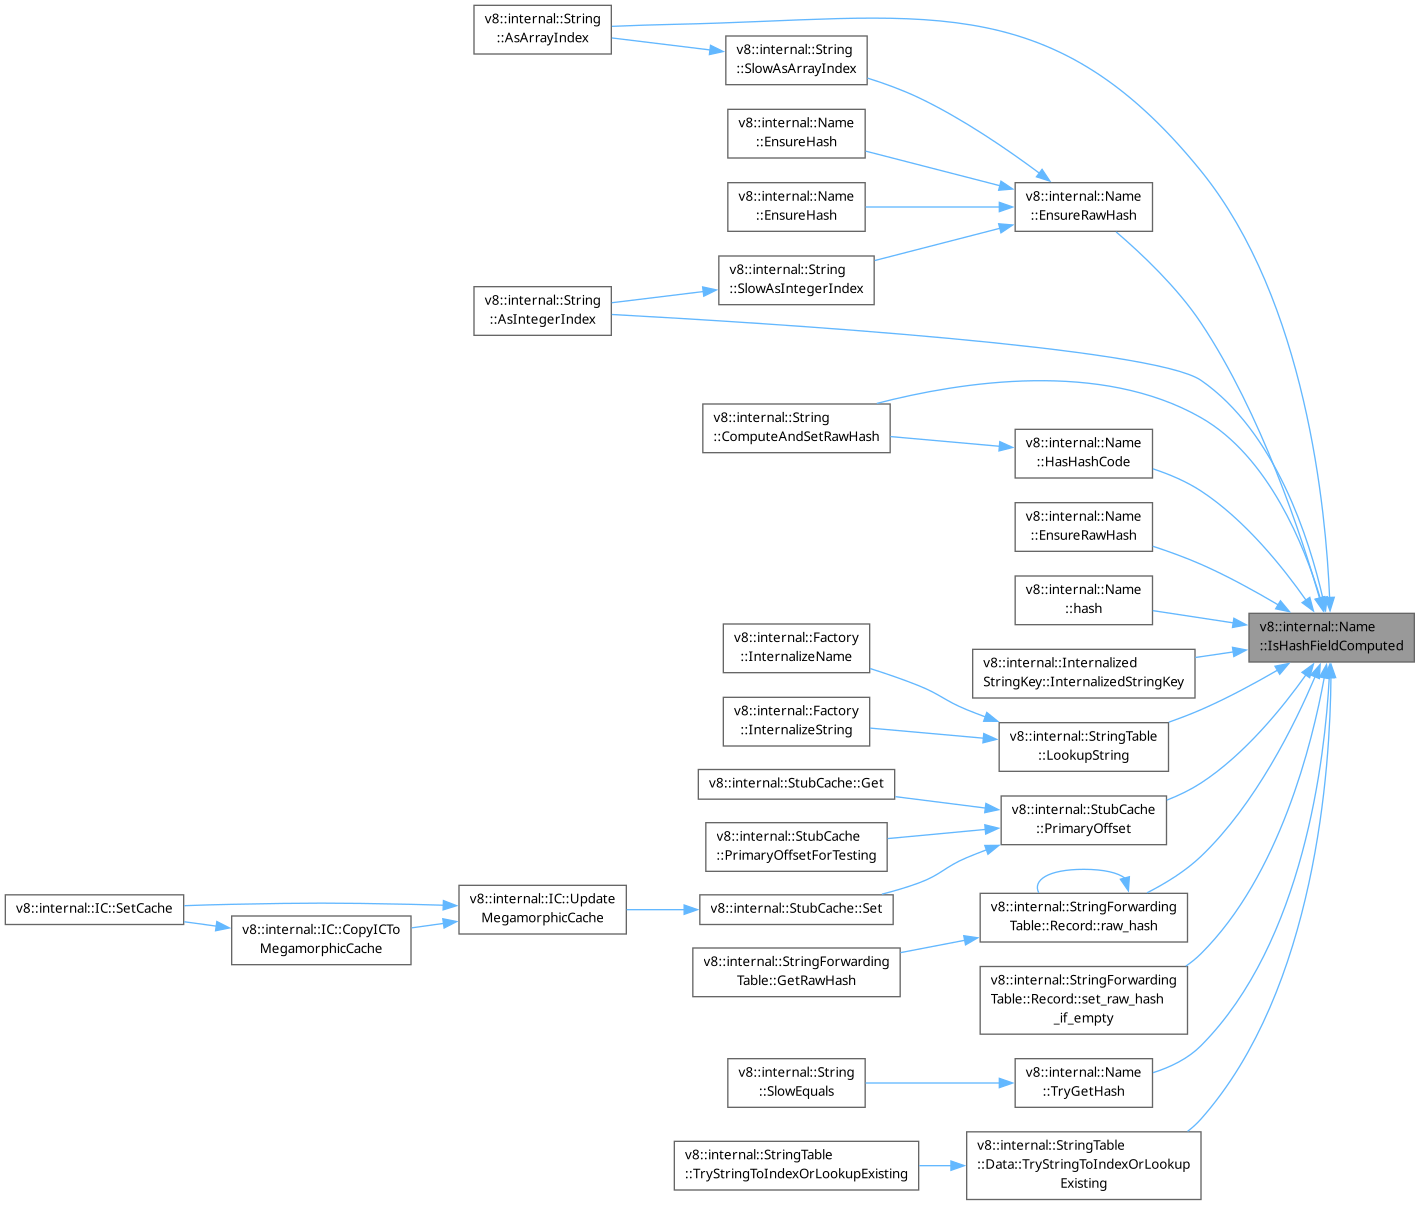 v8::internal::String
::AsArrayIndex
v8::internal::String
::SlowAsArrayIndex
v8::internal::Name
::EnsureHash
v8::internal::Name
::EnsureHash
v8::internal::Name
::EnsureRawHash
v8::internal::String
::SlowAsIntegerIndex
v8::internal::String
::AsIntegerIndex
v8::internal::String
::ComputeAndSetRawHash
v8::internal::Name
::HasHashCode
v8::internal::Name
::EnsureRawHash
v8::internal::Name
::hash
v8::internal::Name
::IsHashFieldComputed
v8::internal::Factory
::InternalizeName
v8::internal::Internalized
StringKey::InternalizedStringKey
v8::internal::Factory
::InternalizeString
v8::internal::StringTable
::LookupString
v8::internal::StubCache::Get
v8::internal::StubCache
::PrimaryOffset
v8::internal::StubCache
::PrimaryOffsetForTesting
v8::internal::IC::SetCache
v8::internal::IC::CopyICTo
MegamorphicCache
v8::internal::IC::Update
MegamorphicCache
v8::internal::StubCache::Set
v8::internal::StringForwarding
Table::Record::raw_hash
v8::internal::StringForwarding
Table::GetRawHash
v8::internal::StringForwarding
Table::Record::set_raw_hash
_if_empty
v8::internal::String
::SlowEquals
v8::internal::Name
::TryGetHash
v8::internal::StringTable
::TryStringToIndexOrLookupExisting
v8::internal::StringTable
::Data::TryStringToIndexOrLookup
Existing